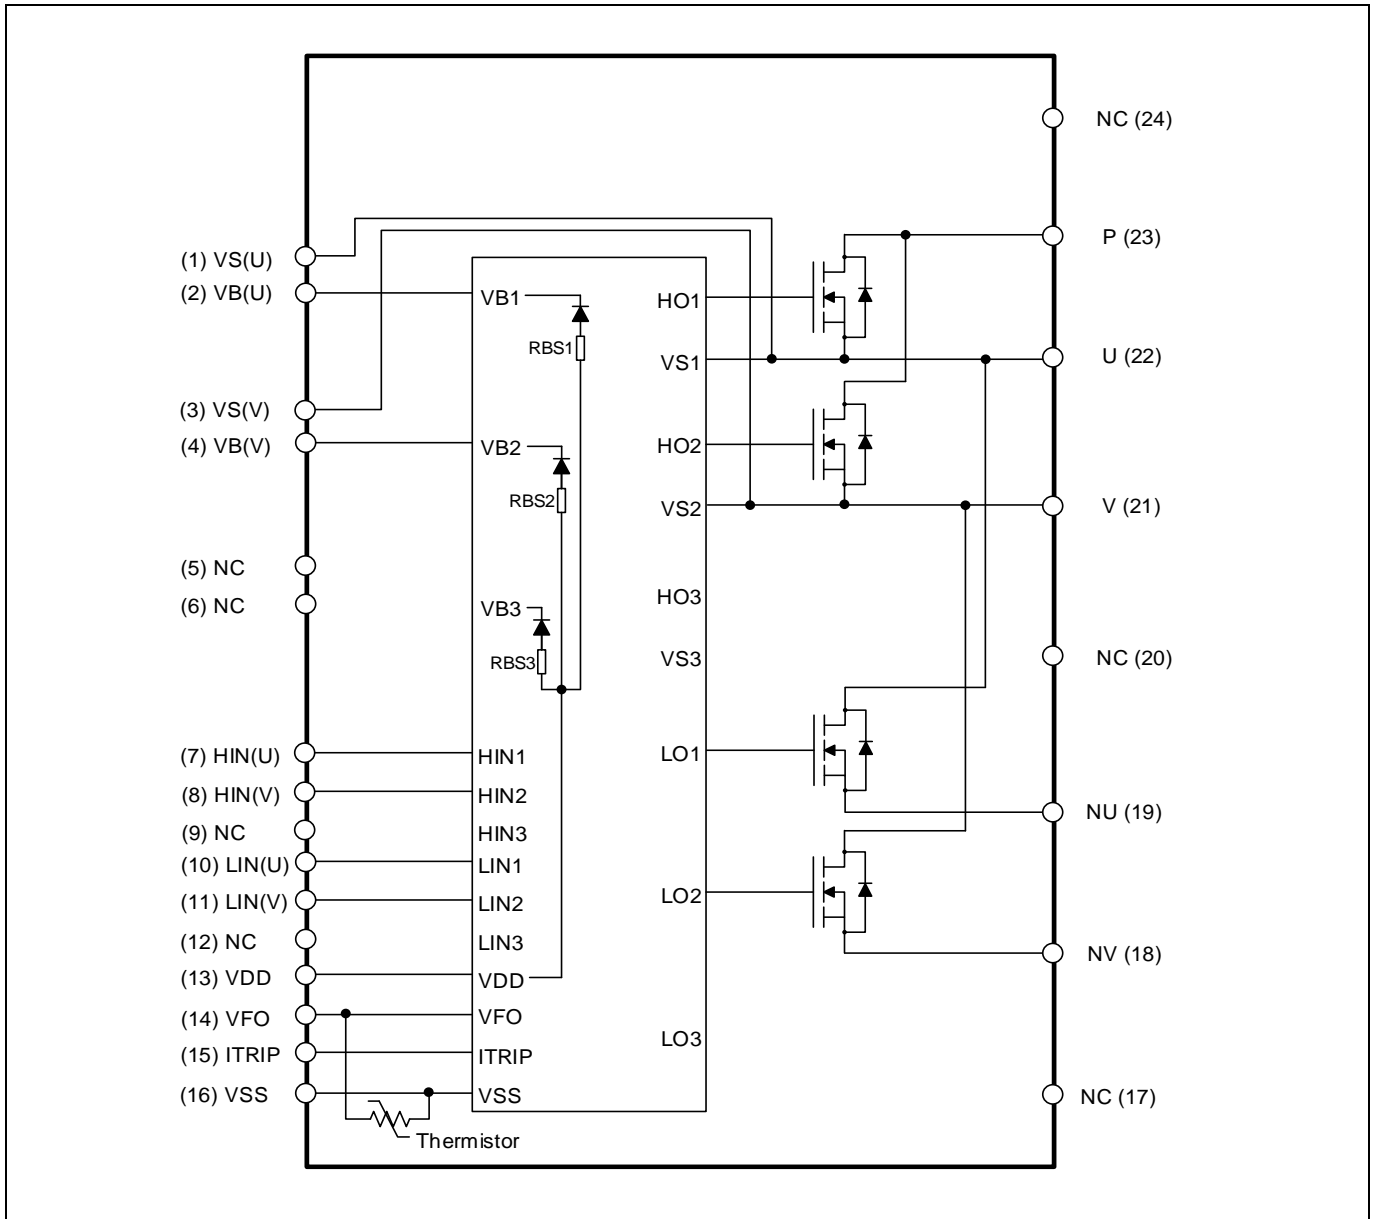 (1) VS(U)
(2) VB(U)
(3) VS(V)
(4) VB(V)
(5) NC
(6) NC
(7) HIN(U)
(8) HIN(V)
(9) NC
(10) LIN(U)
(11) LIN(V)
(12) NC
(13) VDD
(14) VFO
(15) ITRIP
(16) VSS
Thermistor
VB1
RBS1
VB2
RBS2
VB3
RBS3
HIN1
HIN2
HIN3
LIN1
LIN2
LIN3
VDD
VFO
ITRIP
VSS
HO1
VS1
HO2
VS2
HO3
VS3
LO1
LO2
LO3
NC (24)
P (23)
U (22)
V (21)
NC (20)
NU (19)
NV (18)
NC (17)